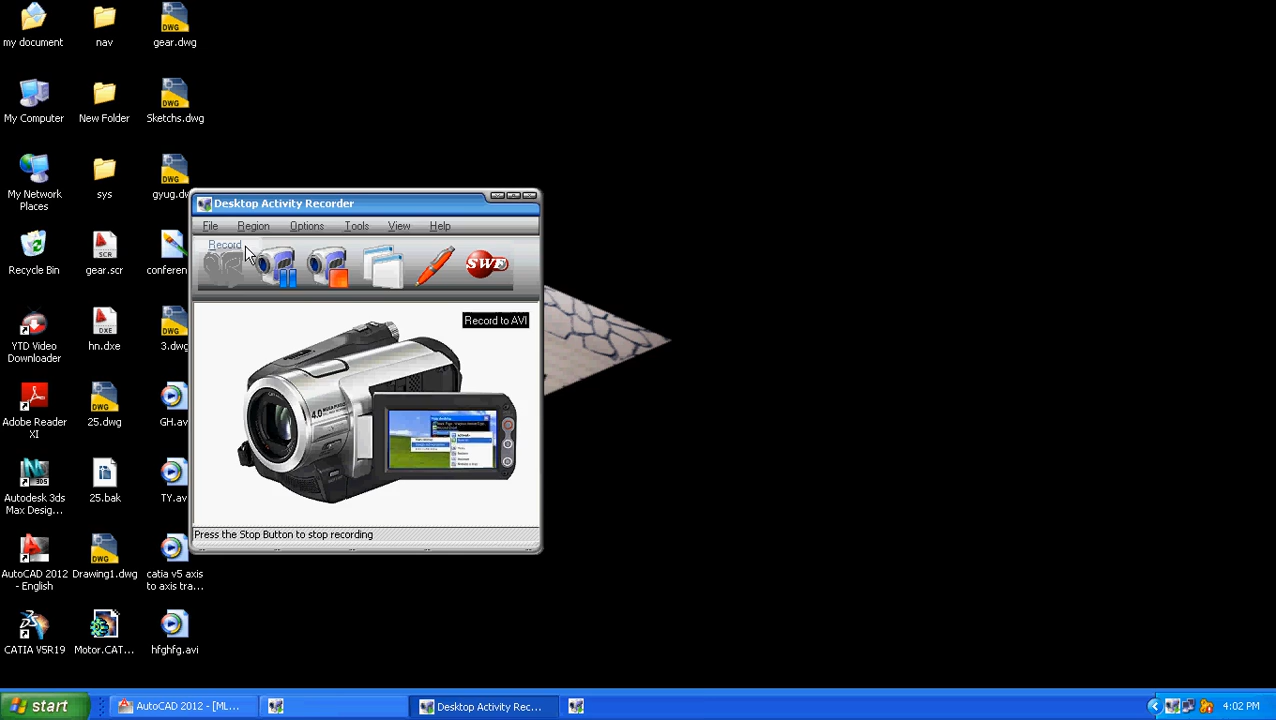 my document
nav
gear.dwg
My Computer
New Folder
Sketchs.dwg
My Network
Places
sys
gyug.dw
Recycle Bin
gear.scr
conferen
YTD Video
Downloader
hn.dxe
3.dwg
Adobe Reader
XI
25.dwg
GH.av
Autodesk 3ds
Max Desig...
25.bak
TY.av
AutoCAD 2012
- English
Drawing1.dwg
catia v5 axis
to axis tra...
CATIA V5R19
Motor.CAT...
hfghfg.avi
Desktop Activity Recorder
File Region Options Tools View Help
Record
SWF
Record to AVI
4.0
Press the Stop Button to stop recording
start
AutoCAD 2012 - [ML...
Desktop Activity Rec...
4:02 PM